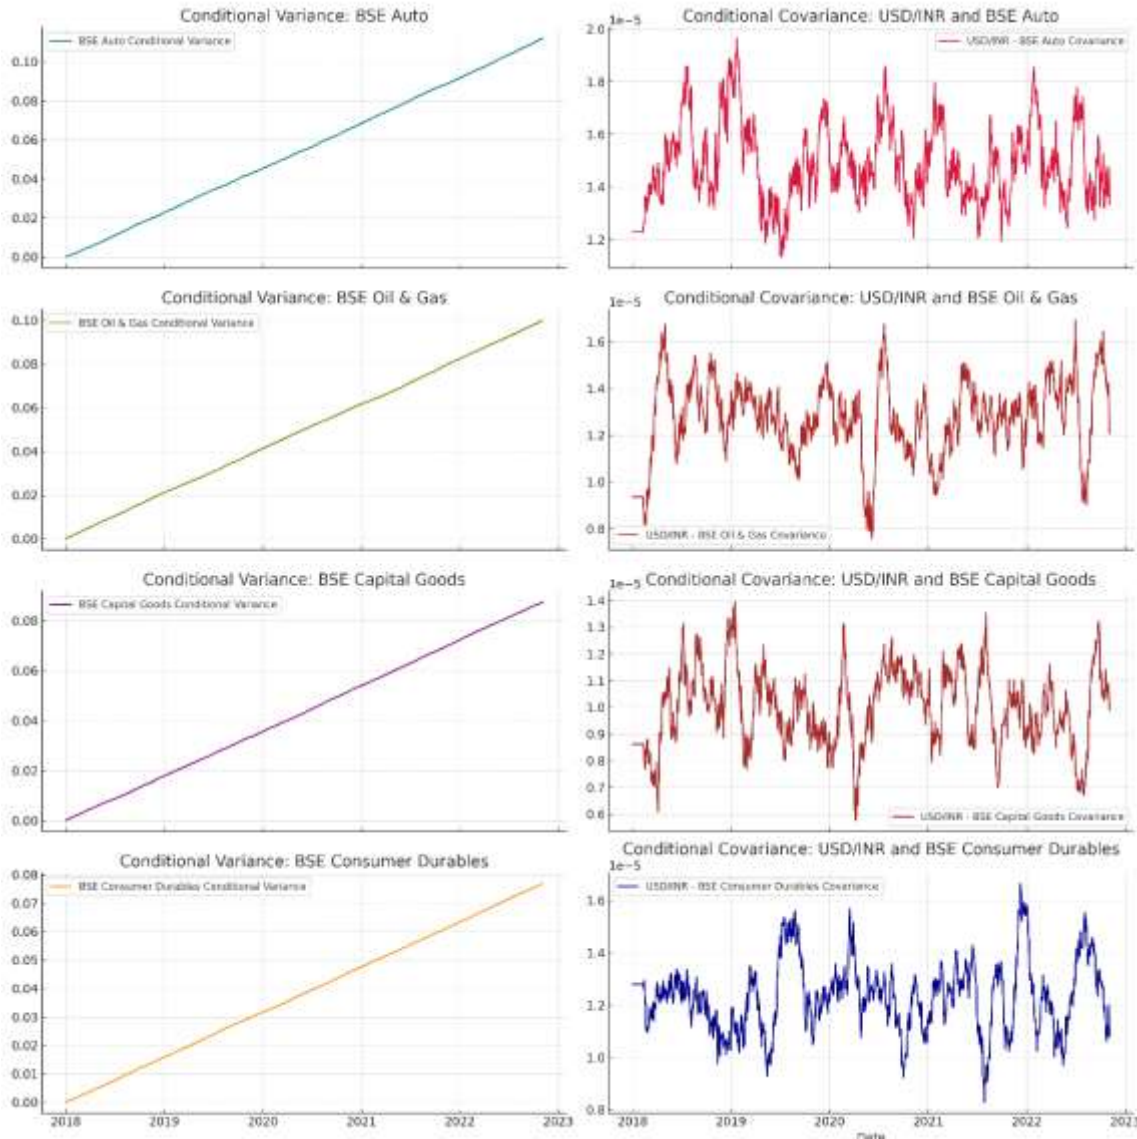 Conditional Variance: BSE Auto
BSE Auto Conditional Variance
0.10
0.08
0.06
0.04
0.02
0.00
Conditional Covariance: USD/INR and BSE Auto
1e-5
USD/INR - BSE Auto Covariance
2.0
1.8
1.6
1.4
1.2
Conditional Variance: BSE Oil & Gas
BSE Oil & Gas Conditional Variance
0.10
0.08
0.06
0.04
0.02
0.00
Conditional Covariance: USD/INR and BSE Oil & Gas
1e-5
1.6
1.4
1.2
1.0
0.8
USD/INR - BSE Oil & Gas Covariance
Conditional Variance: BSE Capital Goods
BSE Capital Goods Conditional Variance
0.08
0.06
0.04
0.02
0.00
Conditional Covariance: USD/INR and BSE Capital Goods
1e-5
1.4
1.3
1.2
1.1
1.0
0.9
0.8
0.7
0.6
USD/INR - BSE Capital Goods Covariance
Conditional Variance: BSE Consumer Durables
BSE Consumer Durables Conditional Variance
0.08
0.07
0.06
0.05
0.04
0.03
0.02
0.01
0.00
2018 2019 2020 2021 2022 2023
Conditional Covariance: USD/INR and BSE Consumer Durables
1e-5
USD/INR - BSE Consumer Durables Covariance
1.6
1.4
1.2
1.0
0.8
2018 2019 2020 2021 2022